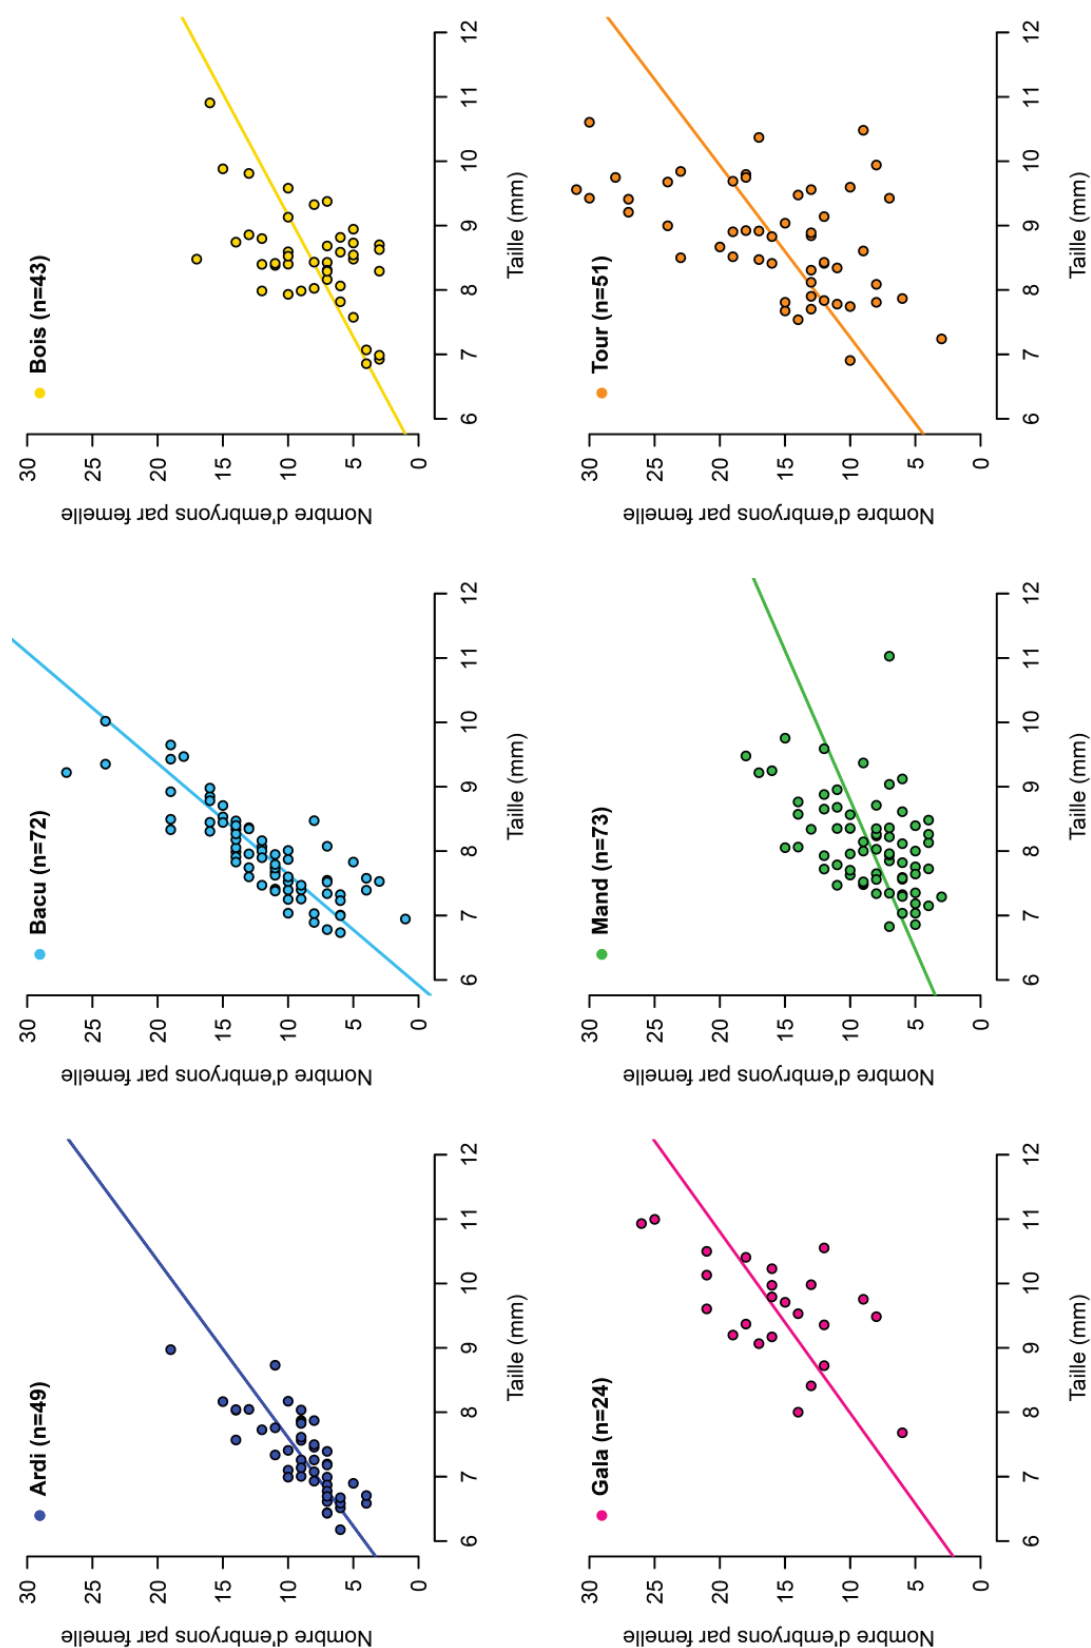 Ardi (n=49)
Nombre d'embryons par femelle
30
25
20
15
10
5
0
6 7 8 9 10 11 12
Taille (mm)
Bacu (n=72)
Nombre d'embryons par femelle
30
25
20
15
10
5
0
6 7 8 9 10 11 12
Taille (mm)
Bois (n=43)
Nombre d'embryons par femelle
30
25
20
15
10
5
0
6 7 8 9 10 11 12
Taille (mm)
Gala (n=24)
Nombre d'embryons par femelle
30
25
20
15
10
5
0
6 7 8 9 10 11 12
Taille (mm)
Mand (n=73)
Nombre d'embryons par femelle
30
25
20
15
10
5
0
6 7 8 9 10 11 12
Taille (mm)
Tour (n=51)
Nombre d'embryons par femelle
30
25
20
15
10
5
0
6 7 8 9 10 11 12
Taille (mm)